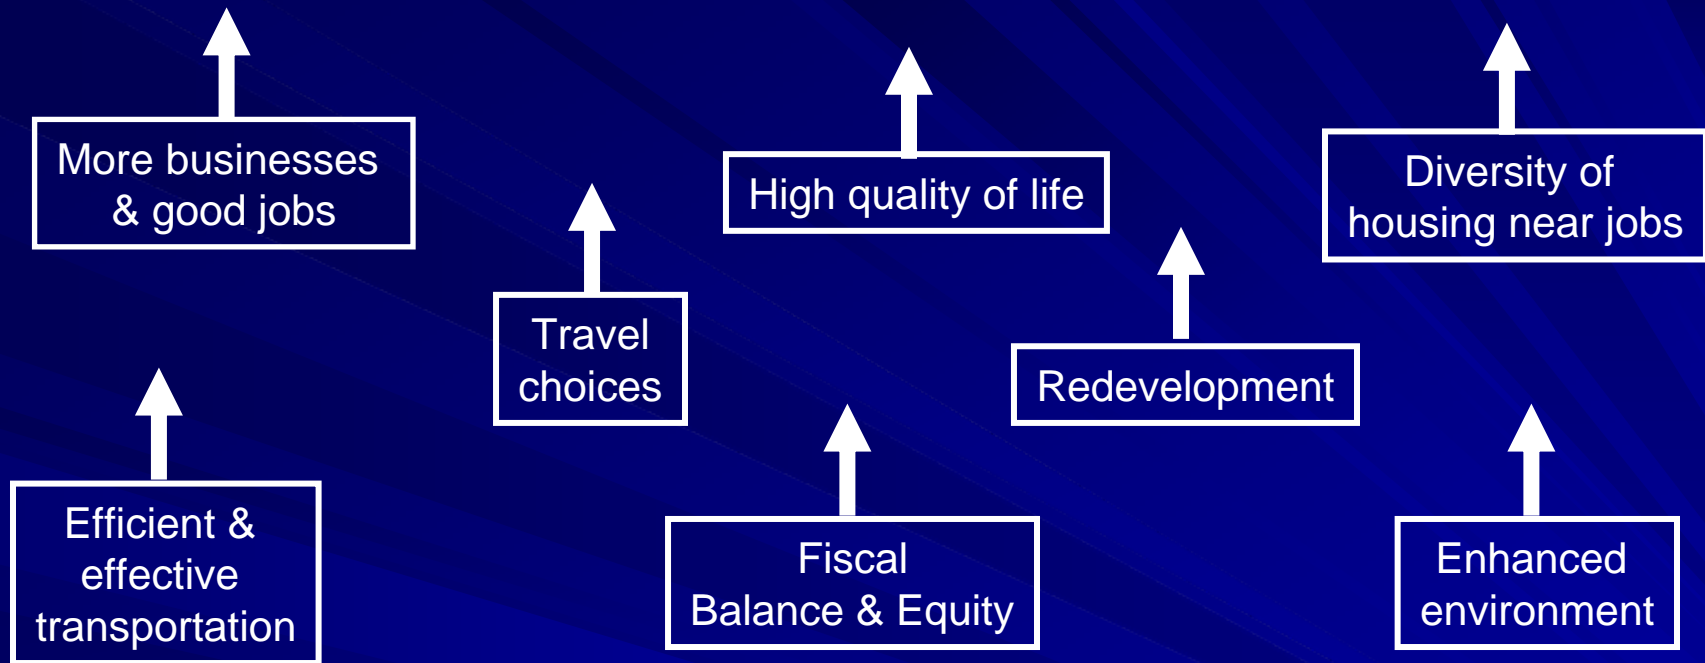 More businesses
& good jobs
High quality of life
Diversity of
housing near jobs
Travel
choices
Redevelopment
Efficient &
effective
transportation
Fiscal
Balance & Equity
Enhanced
environment